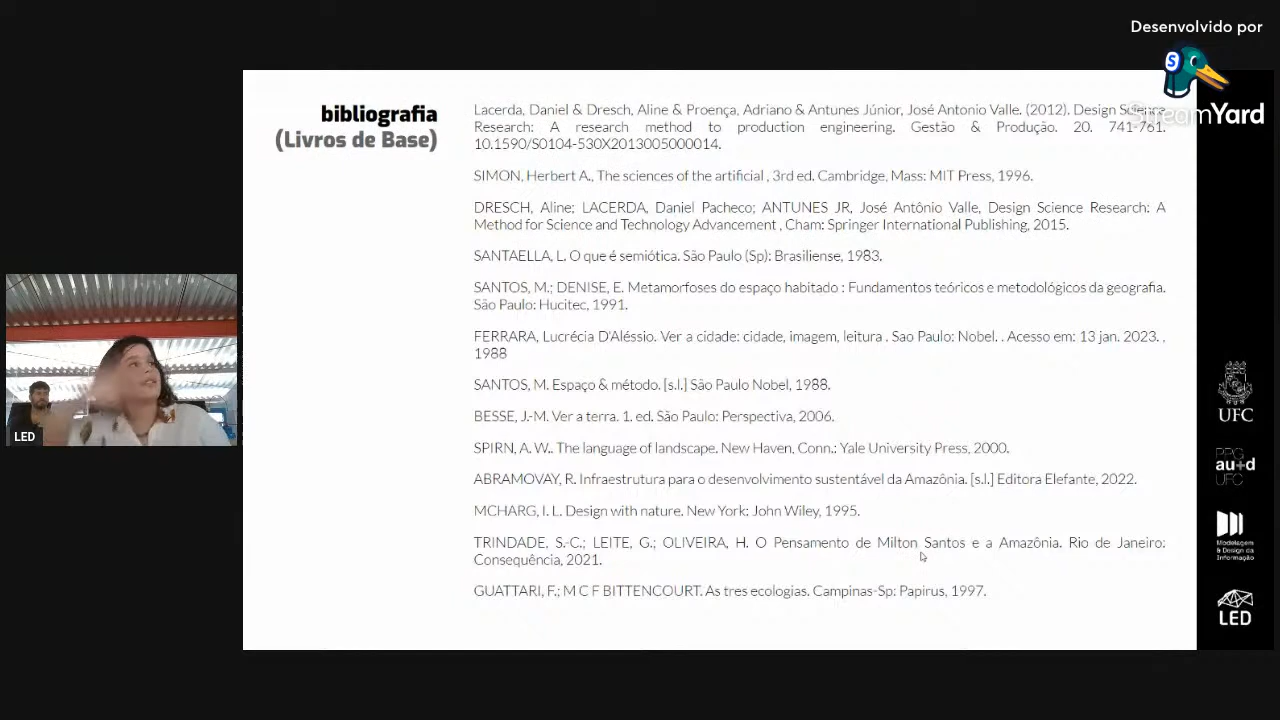 Desenvolvido por
StreamYard
bibliografia
(Livros de Base)
Lacerda, Daniel & Dresch, Aline & Proença, Adriano & Antunes Júnior, José Antonio Valle. (2012). Design Science
Research: A research method to production engineering. Gestão & Produção. 20. 741-761.
10.1590/S0104-530X2013005000014.
SIMON, Herbert A., The sciences of the artificial , 3rd ed. Cambridge, Mass: MIT Press, 1996.
DRESCH, Aline; LACERDA, Daniel Pacheco; ANTUNES JR, José Antônio Valle, Design Science Research: A
Method for Science and Technology Advancement , Cham: Springer International Publishing, 2015.
SANTAELLA, L. O que é semiótica. São Paulo (Sp): Brasiliense, 1983.
SANTOS, M.; DENISE, E. Metamorfoses do espaço habitado : Fundamentos teóricos e metodológicos da geografia.
São Paulo: Hucitec, 1991.
FERRARA, Lucrécia D'Aléssio. Ver a cidade: cidade, imagem, leitura . Sao Paulo: Nobel. . Acesso em: 13 jan. 2023. ,
1988
SANTOS, M. Espaço & método. [s.l.] São Paulo Nobel, 1988.
BESSE, J.-M. Ver a terra. 1. ed. São Paulo: Perspectiva, 2006.
SPIRN, A. W.. The language of landscape. New Haven, Conn.: Yale University Press, 2000.
ABRAMOVAY, R. Infraestrutura para o desenvolvimento sustentável da Amazônia. [s.l.] Editora Elefante, 2022.
MCHARG, I. L. Design with nature. New York: John Wiley, 1995.
TRINDADE, S.-C.; LEITE, G.; OLIVEIRA, H. O Pensamento de Milton Santos e a Amazônia. Rio de Janeiro:
Consequência, 2021.
GUATTARI, F.; M C F BITTENCOURT. As tres ecologias. Campinas-Sp: Papirus, 1997.
LED
UFC
PPG
au+d
UFC
Modelagem
& Design da
Informação
LED